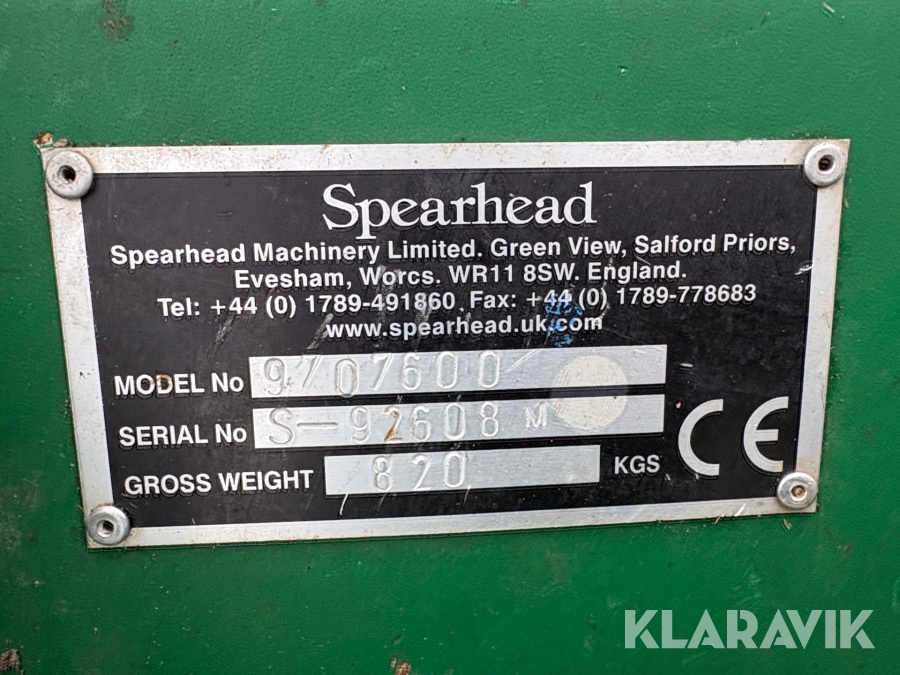 Spearhead
Spearhead Machinery Limited. Green View, Salford Priors,
Evesham, Worcs. WR11 8SW. England.
Tel: +44 (0) 1789-491860 Fax: +44 (0) 1789-778683
www.spearhead.uk.com
MODEL No 9707600
SERIAL No S-92608 M
GROSS WEIGHT 820 KGS
CE
KLARAVIK